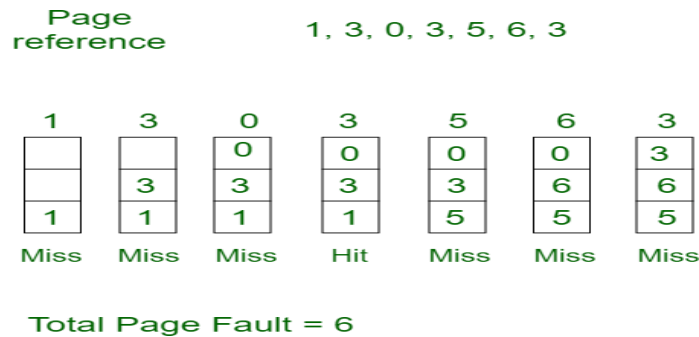 Page
reference
1, 3, 0, 3, 5, 6, 3
1 3 0 3 5 6 3
0 0 0 0 3
3 3 3 3 6 6
1 1 1 1 5 5 5
Miss Miss Miss Hit Miss Miss Miss
Total Page Fault = 6